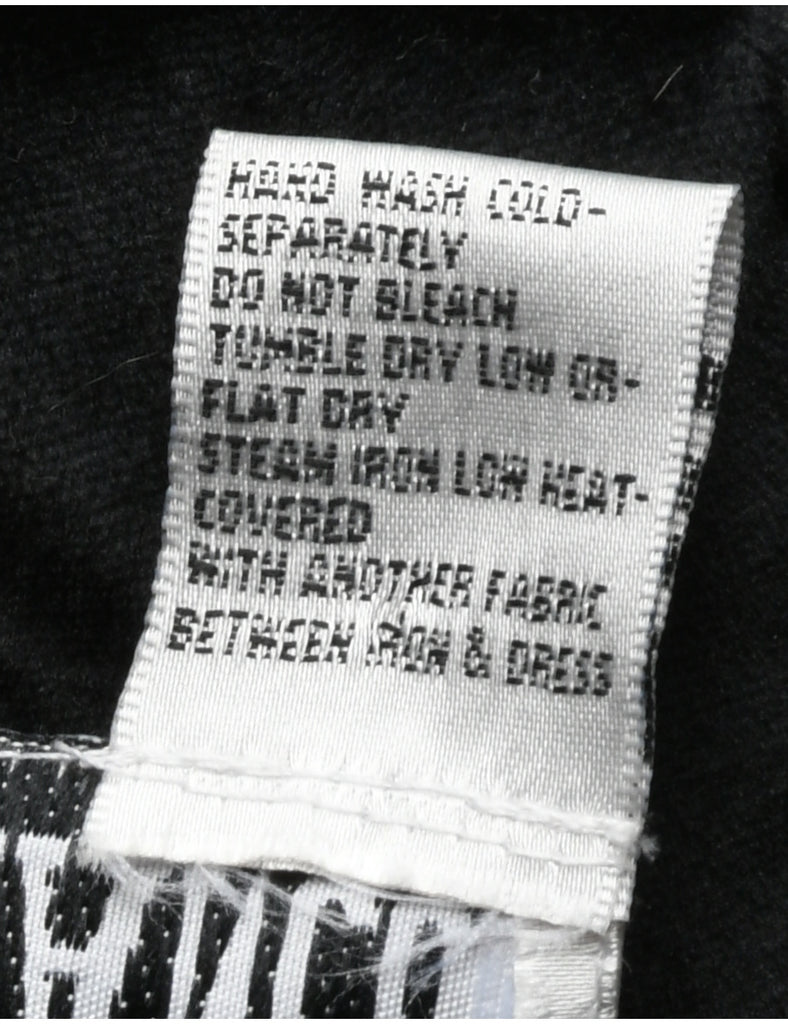 HAND WASH COLD-
SEPARATELY
DO NOT BLEACH
TUMBLE DRY LOW OR-
FLAT DRY
STEAM IRON LOW HEAT-
COVERED
WITH ANOTHER FABRIC
BETWEEN IRON & DRESS